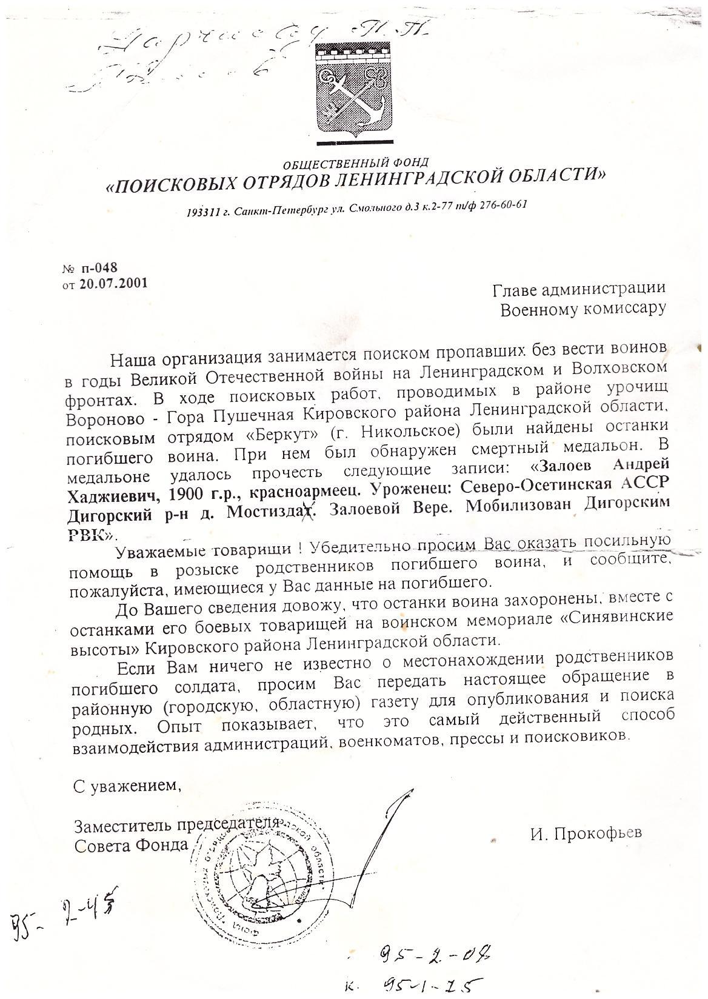 ОБЩЕСТВЕННЫЙ ФОНД
«ПОИСКОВЫХ ОТРЯДОВ ЛЕНИНГРАДСКОЙ ОБЛАСТИ»
193311 г. Санкт-Петербург ул. Смольного д.3 к.2-77 т/ф 276-60-61
№ п-048
от 20.07.2001
Главе администрации
Военному комиссару
Наша организация занимается поиском пропавших без вести воинов
в годы Великой Отечественной войны на Ленинградском и Волховском
фронтах. В ходе поисковых работ, проводимых в районе урочищ
Вороново - Гора Пушечная Кировского района Ленинградской области,
поисковым отрядом «Беркут» (г. Никольское) были найдены останки
погибшего воина. При нем был обнаружен смертный медальон. В
медальоне удалось прочесть следующие записи: «Залоев Андрей
Хаджиевич, 1900 г.р., красноармеец. Уроженец: Северо-Осетинская АССР
Дигорский р-н д. Мостиздах. Залоевой Вере. Мобилизован Дигорским
РВК».
Уважаемые товарищи ! Убедительно просим Вас оказать посильную
помощь в розыске родственников погибшего воина, и сообщите,
пожалуйста, имеющиеся у Вас данные на погибшего.
До Вашего сведения довожу, что останки воина захоронены, вместе с
останками его боевых товарищей на воинском мемориале «Синявинские
высоты» Кировского района Ленинградской области.
Если Вам ничего не известно о местонахождении родственников
погибшего солдата, просим Вас передать настоящее обращение в
районную (городскую, областную) газету для опубликования и поиска
родных. Опыт показывает, что это самый действенный способ
взаимодействия администраций, военкоматов, прессы и поисковиков.
С уважением,
Заместитель председателя
Совета Фонда
И. Прокофьев
95-2-45
95-2-08
к. 95-1-25